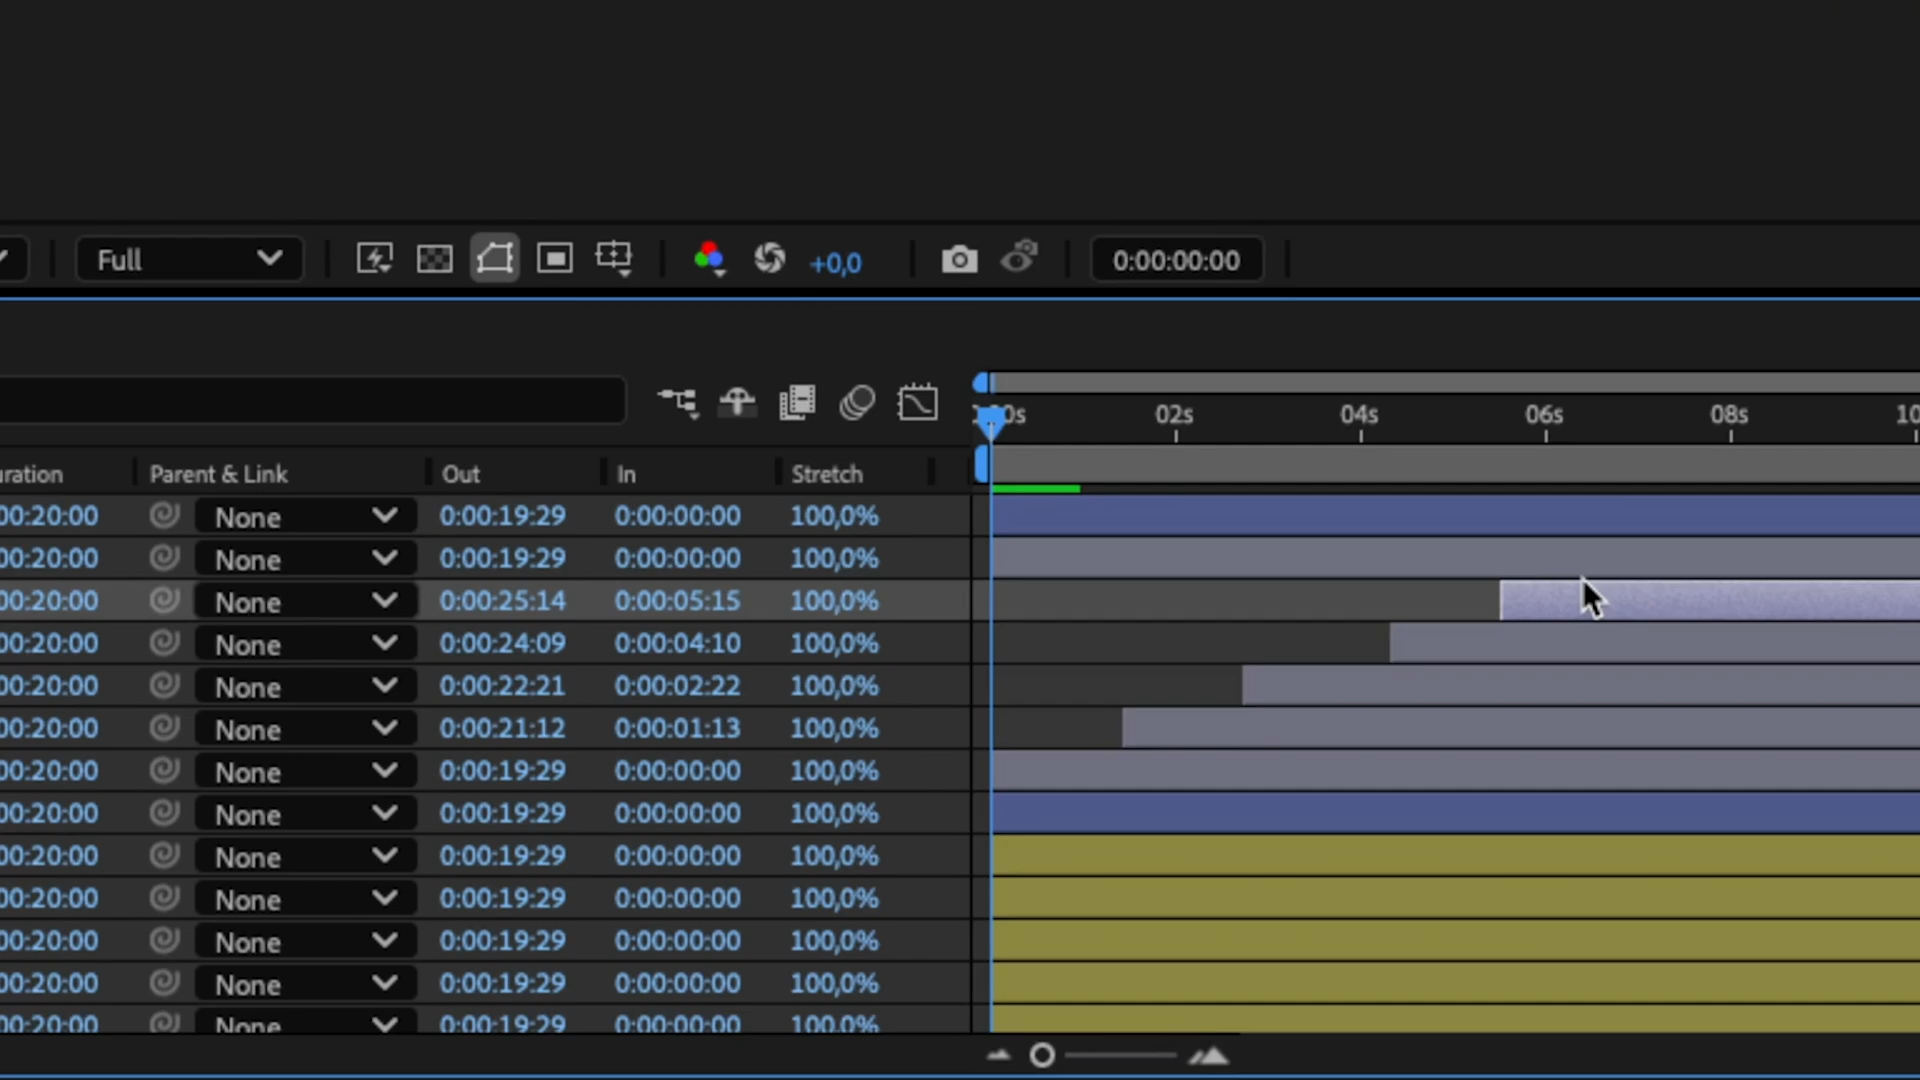 Full +0,0 0:00:00:00
02s 04s 06s 08s 10
uration Parent & Link Out In Stretch
00:20:00 None 0:00:19:29 0:00:00:00 100,0%
00:20:00 None 0:00:19:29 0:00:00:00 100,0%
00:20:00 None 0:00:25:14 0:00:05:15 100,0%
00:20:00 None 0:00:24:09 0:00:04:10 100,0%
00:20:00 None 0:00:22:21 0:00:02:22 100,0%
00:20:00 None 0:00:21:12 0:00:01:13 100,0%
00:20:00 None 0:00:19:29 0:00:00:00 100,0%
00:20:00 None 0:00:19:29 0:00:00:00 100,0%
00:20:00 None 0:00:19:29 0:00:00:00 100,0%
00:20:00 None 0:00:19:29 0:00:00:00 100,0%
00:20:00 None 0:00:19:29 0:00:00:00 100,0%
00:20:00 None 0:00:19:29 0:00:00:00 100,0%
00:20:00 None 0:00:19:29 0:00:00:00 100,0%